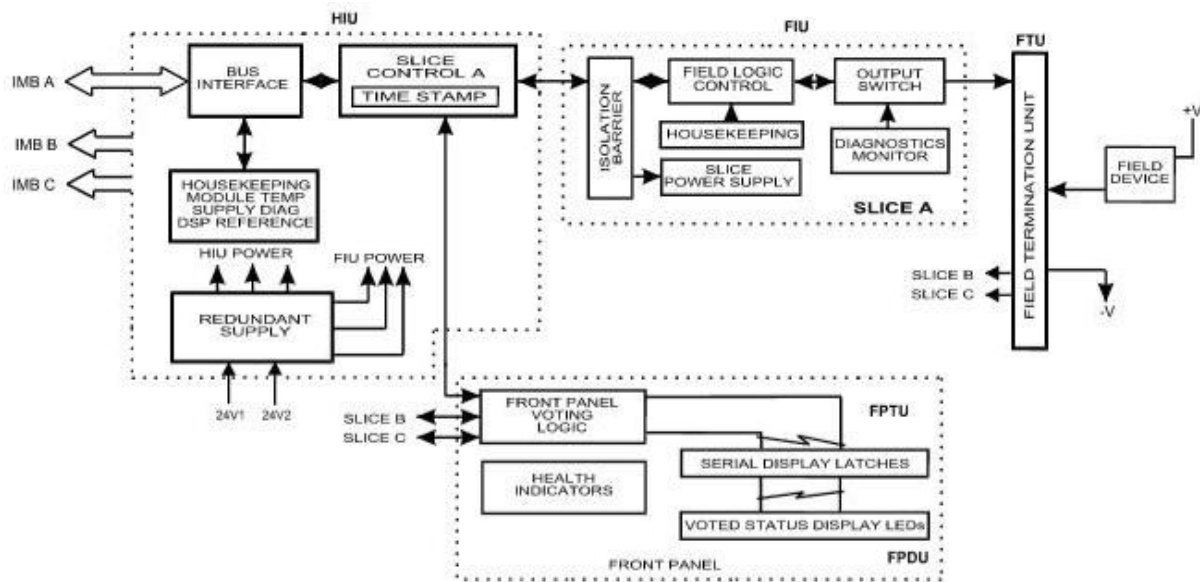 HIU
IMB A
IMB B
IMB C
BUS
INTERFACE
SLICE
CONTROL A
TIME STAMP
HOUSEKEEPING
MODULE TEMP
SUPPLY DIAG
DSP REFERENCE
HIU POWER
FIU POWER
REDUNDANT
SUPPLY
24V1
24V2
FIU
ISOLATION
BARRIER
FIELD LOGIC
CONTROL
HOUSEKEEPING
SLICE
POWER SUPPLY
OUTPUT
SWITCH
DIAGNOSTICS
MONITOR
SLICE A
FTU
FIELD TERMINATION UNIT
SLICE B
SLICE C
+V
FIELD
DEVICE
-V
SLICE B
SLICE C
FRONT PANEL
VOTING
LOGIC
HEALTH
INDICATORS
FPTU
SERIAL DISPLAY LATCHES
VOTED STATUS DISPLAY LEDs
FPDU
FRONT PANEL